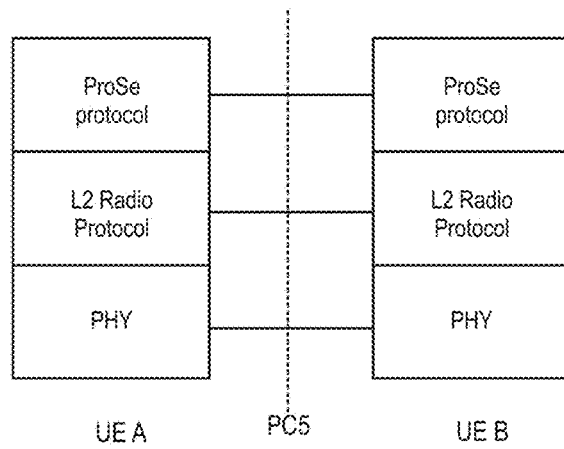 ProSe
protocol
ProSe
protocol
L2 Radio
Protocol
L2 Radio
Protocol
PHY
PHY
UE A
PC5
UE B